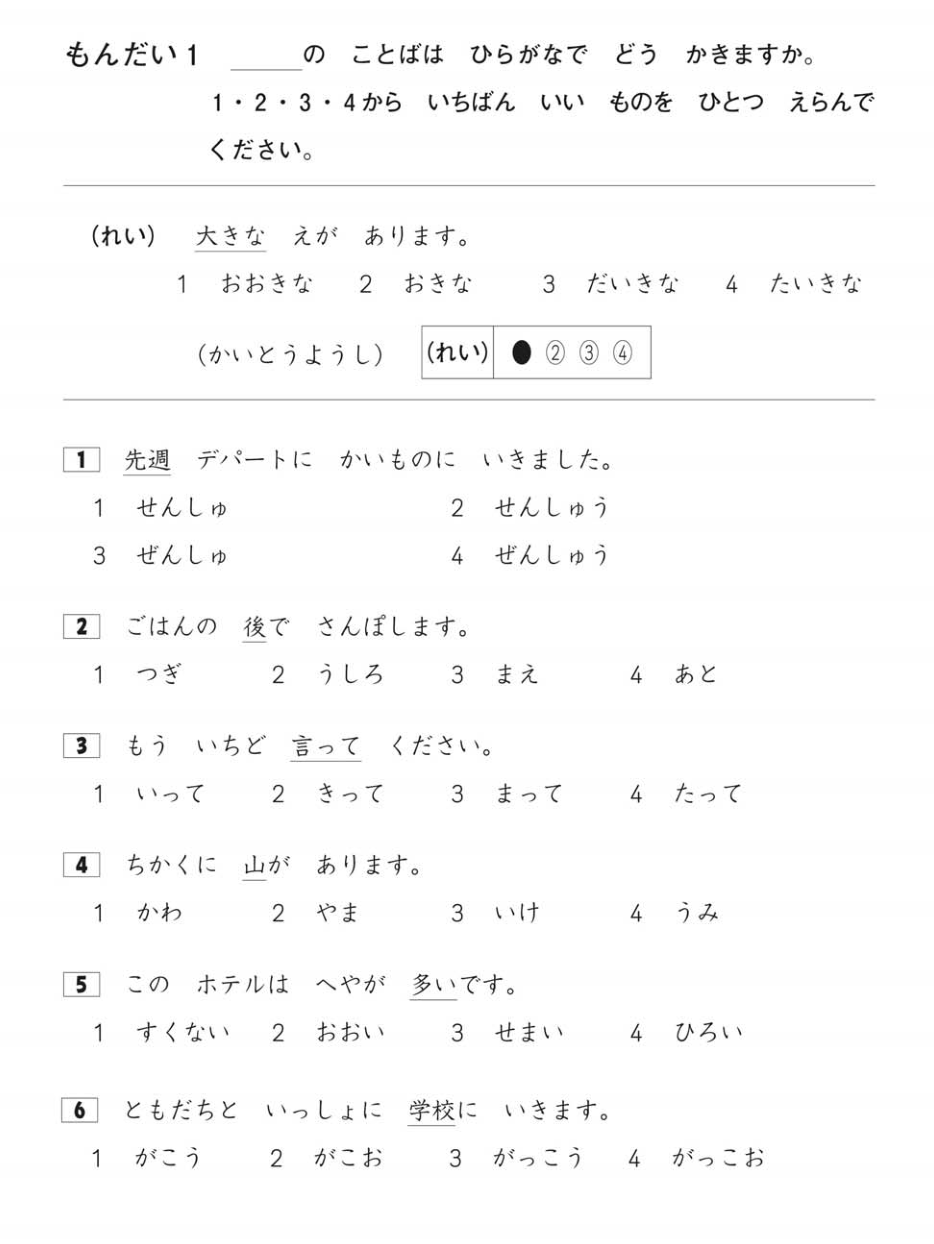 もんだい1　＿＿＿の　ことばは　ひらがなで　どう　かきますか。
1・2・3・4から　いちばん　いい　ものを　ひとつ　えらんで
ください。
（れい）　大きな　えが　あります。
1　おおきな　2　おきな　3　だいきな　4　たいきな
（かいとうようし）　（れい）　● ② ③ ④
1　先週　デパートに　かいものに　いきました。
1　せんしゅ　2　せんしゅう
3　ぜんしゅ　4　ぜんしゅう
2　ごはんの　後で　さんぽします。
1　つぎ　2　うしろ　3　まえ　4　あと
3　もう　いちど　言って　ください。
1　いって　2　きって　3　まって　4　たって
4　ちかくに　山が　あります。
1　かわ　2　やま　3　いけ　4　うみ
5　この　ホテルは　へやが　多いです。
1　すくない　2　おおい　3　せまい　4　ひろい
6　ともだちと　いっしょに　学校に　いきます。
1　がこう　2　がこお　3　がっこう　4　がっこお